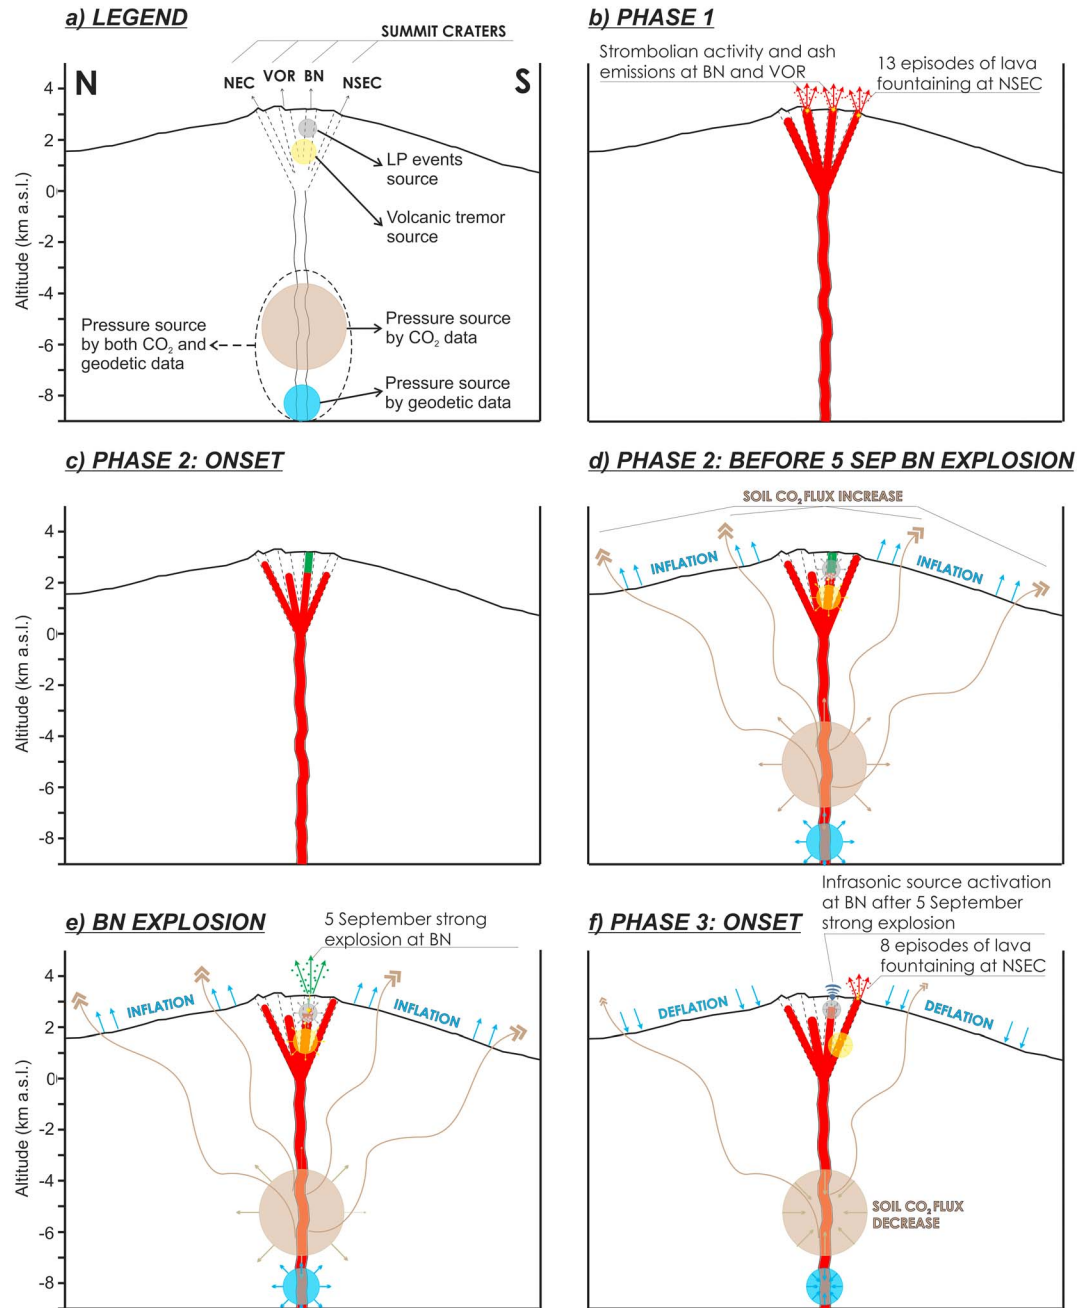 a) LEGEND
SUMMIT CRATERS
NEC VOR BN NSEC
N
S
4
2
0
-2
-4
-6
-8
Altitude (km a.s.l.)
LP events
source
Volcanic tremor
source
Pressure source
by both CO₂ and
geodetic data
Pressure source
by CO₂ data
Pressure source
by geodetic data
b) PHASE 1
Strombolian activity and ash
emissions at BN and VOR
13 episodes of lava
fountaining at NSEC
c) PHASE 2: ONSET
4
2
0
-2
-4
-6
-8
Altitude (km a.s.l.)
d) PHASE 2: BEFORE 5 SEP BN EXPLOSION
SOIL CO₂ FLUX INCREASE
INFLATION
INFLATION
e) BN EXPLOSION
5 September strong
explosion at BN
4
2
0
-2
-4
-6
-8
Altitude (km a.s.l.)
INFLATION
INFLATION
f) PHASE 3: ONSET
Infrasonic source activation
at BN after 5 September
strong explosion
8 episodes of lava
fountaining at NSEC
DEFLATION
DEFLATION
SOIL CO₂ FLUX
DECREASE